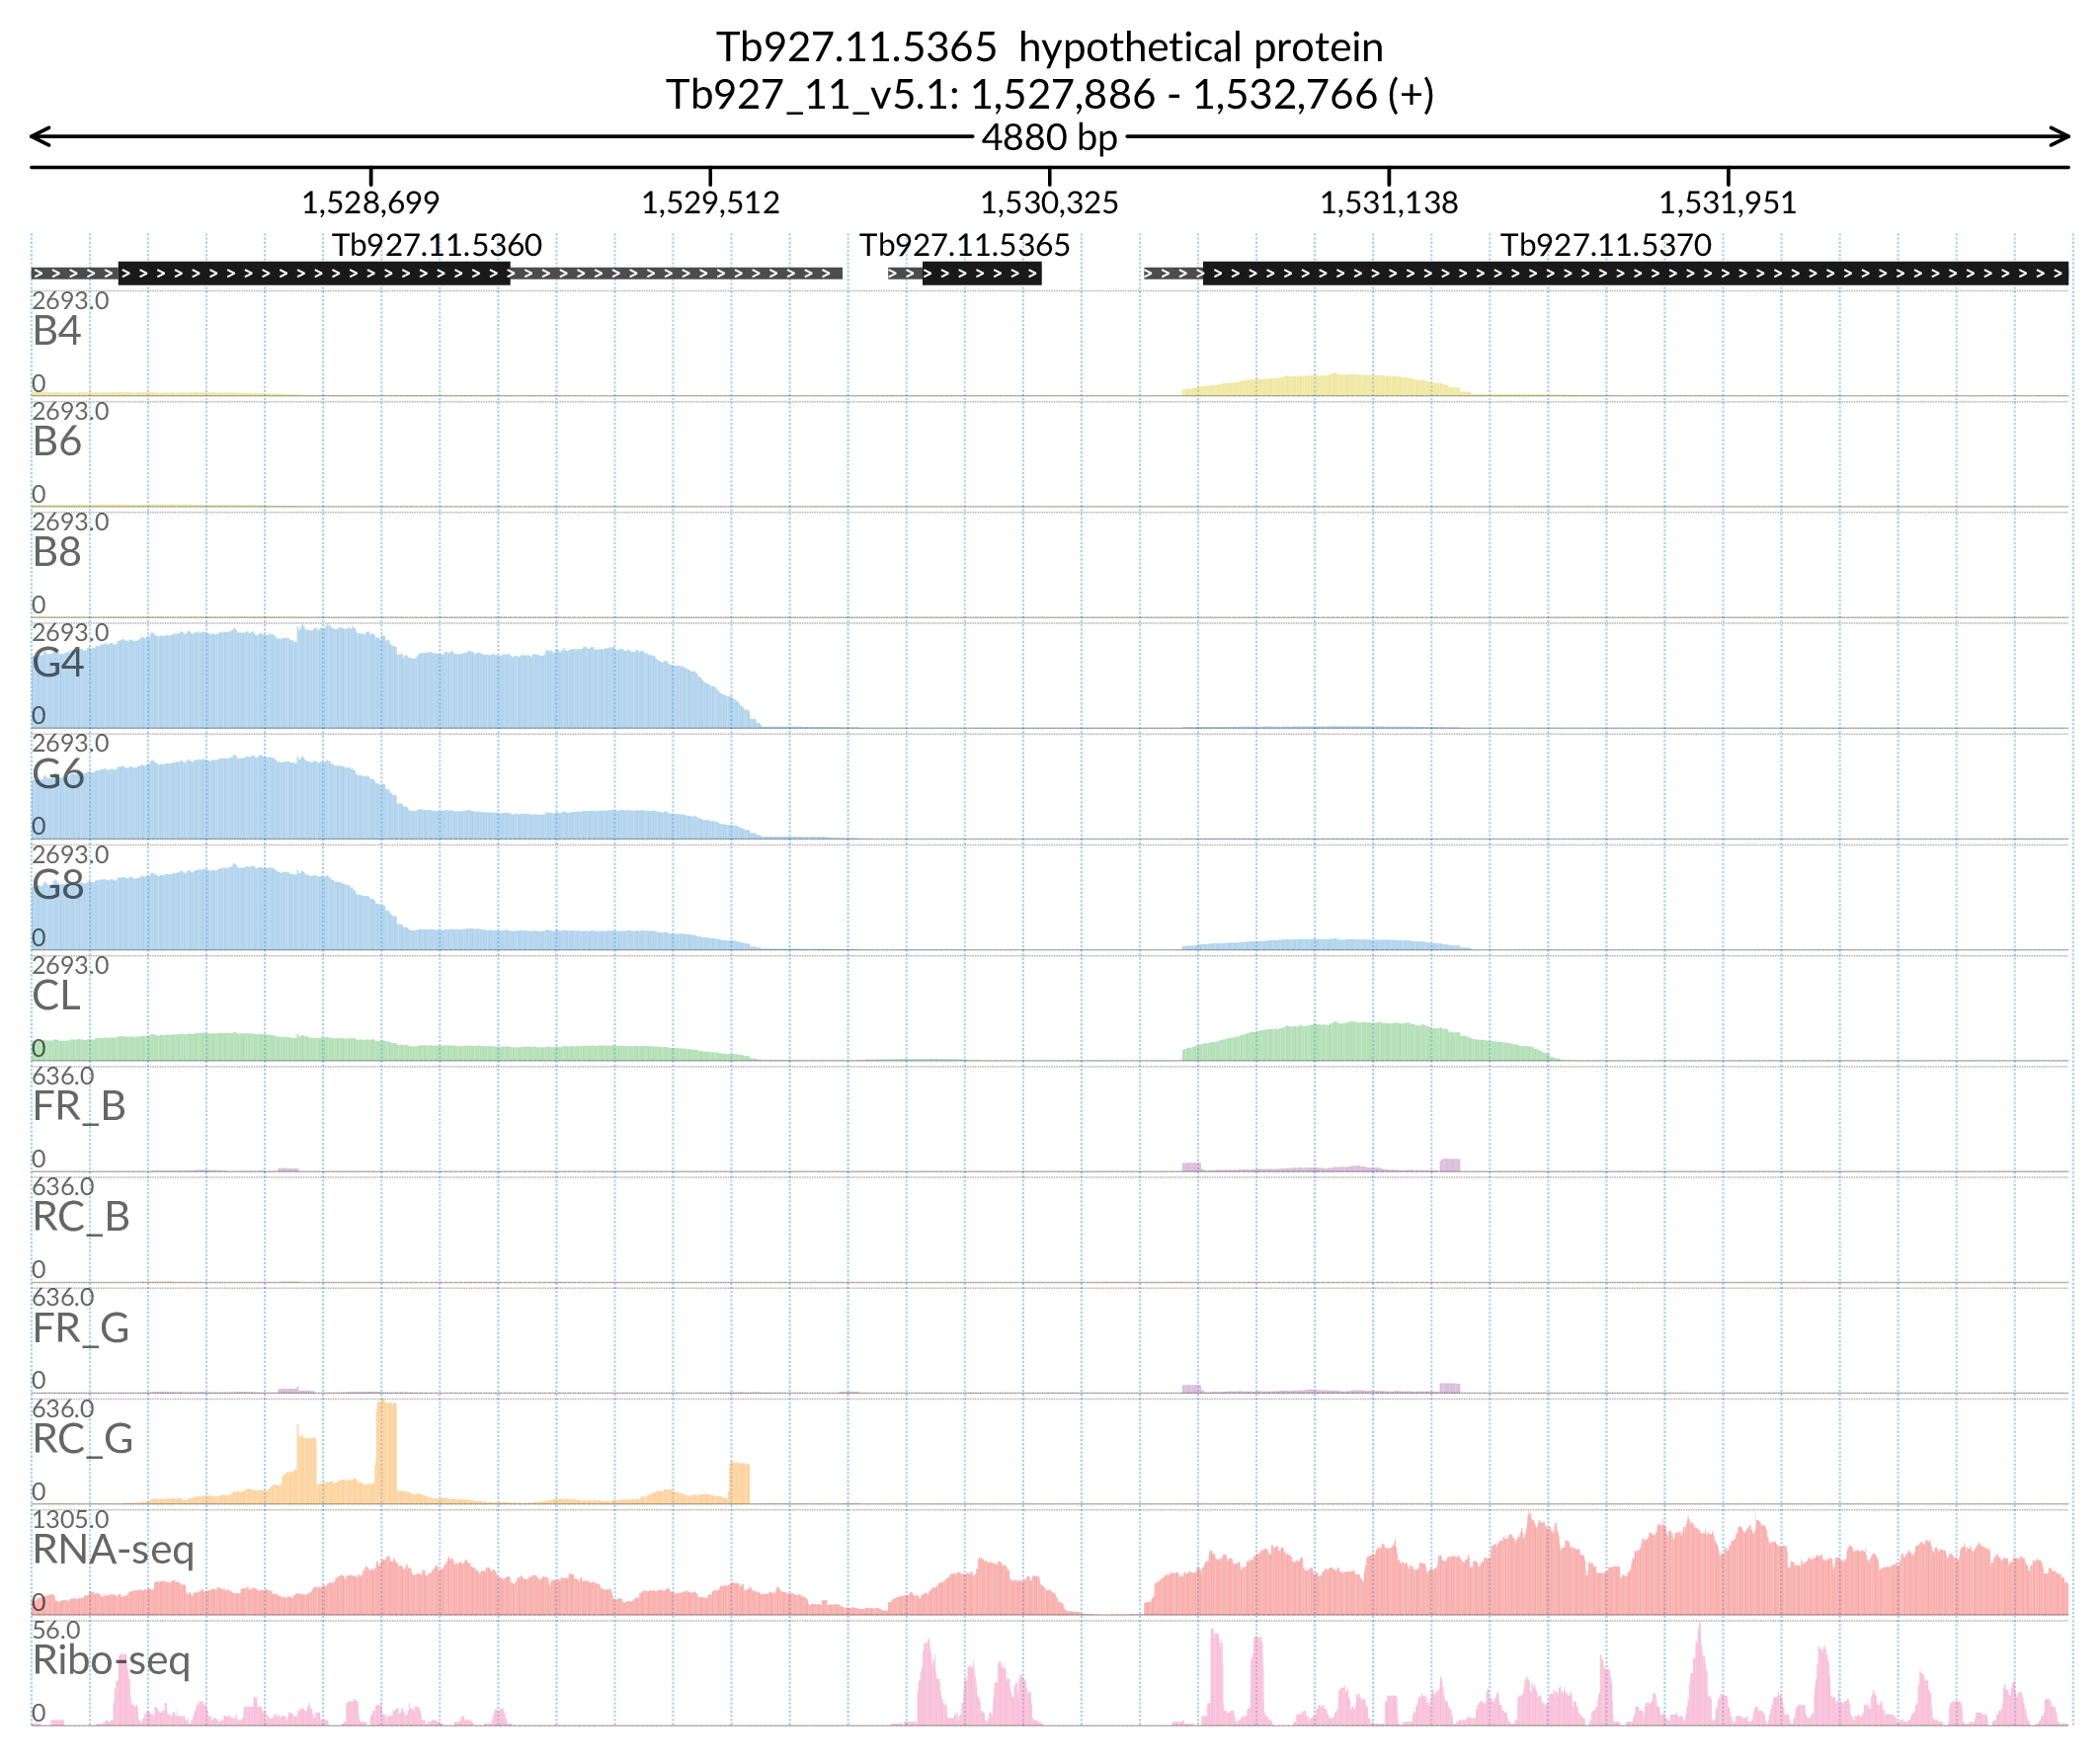 Tb927.11.5365 hypothetical protein
Tb927_11_v5.1: 1,527,886 - 1,532,766 (+)
4880 bp
1,528,699 1,529,512 1,530,325 1,531,138 1,531,951
Tb927.11.5360 Tb927.11.5365 Tb927.11.5370
2693.0
B4
0
2693.0
B6
0
2693.0
B8
0
2693.0
G4
0
2693.0
G6
0
2693.0
G8
0
2693.0
CL
0
636.0
FR_B
0
636.0
RC_B
0
636.0
FR_G
0
636.0
RC_G
0
1305.0
RNA-seq
0
56.0
Ribo-seq
0